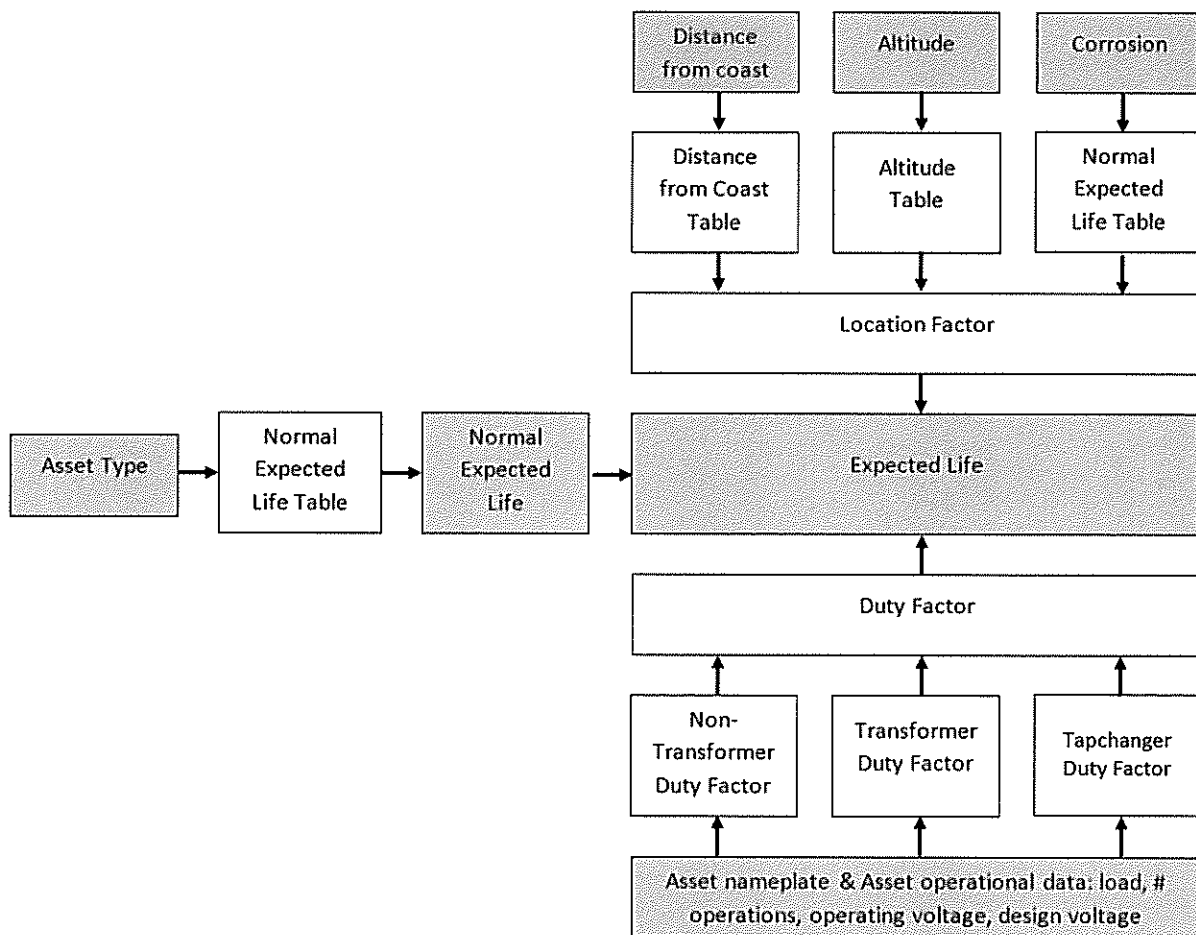 Distance
from coast
Altitude
Corrosion
Distance
from Coast
Table
Altitude
Table
Normal
Expected
Life Table
Location Factor
Asset Type
Normal
Expected
Life Table
Normal
Expected
Life
Expected Life
Duty Factor
Non-
Transformer
Duty Factor
Transformer
Duty Factor
Tapchanger
Duty Factor
Asset nameplate & Asset operational data: load, #
operations, operating voltage, design voltage